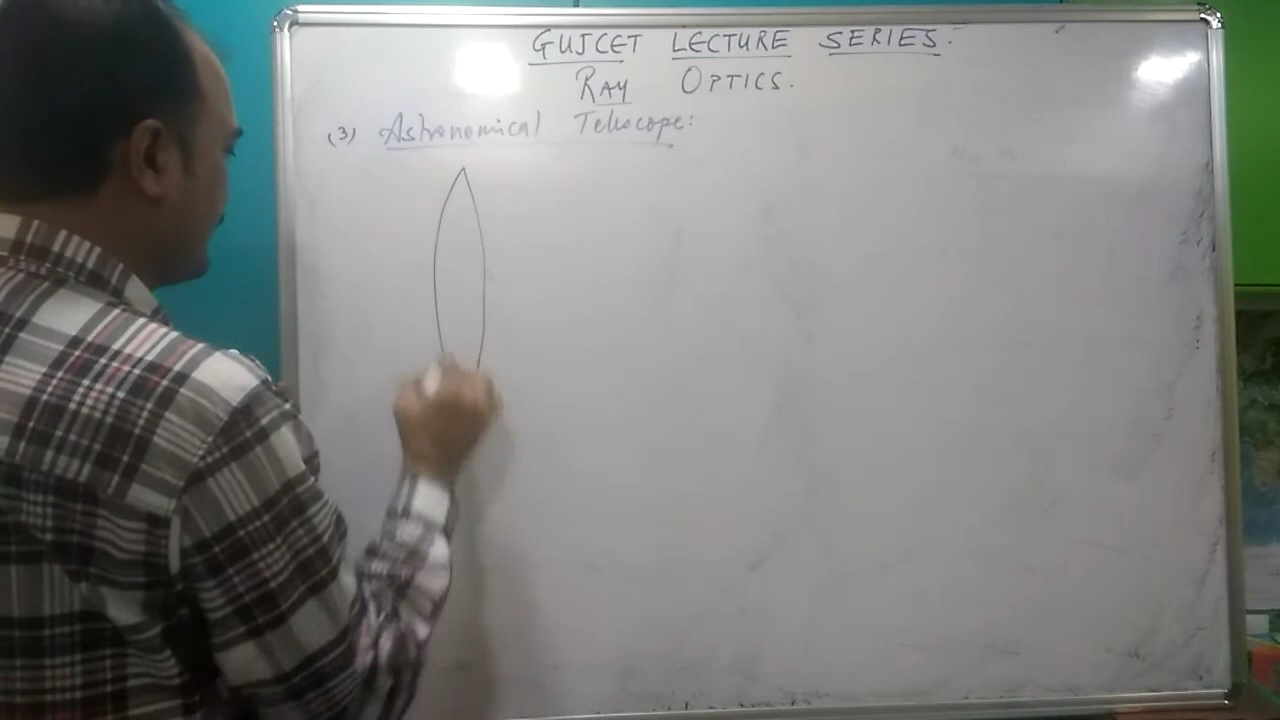 GUJCET LECTURE SERIES.
RAY OPTICS.
(3) Astronomical Telescope: